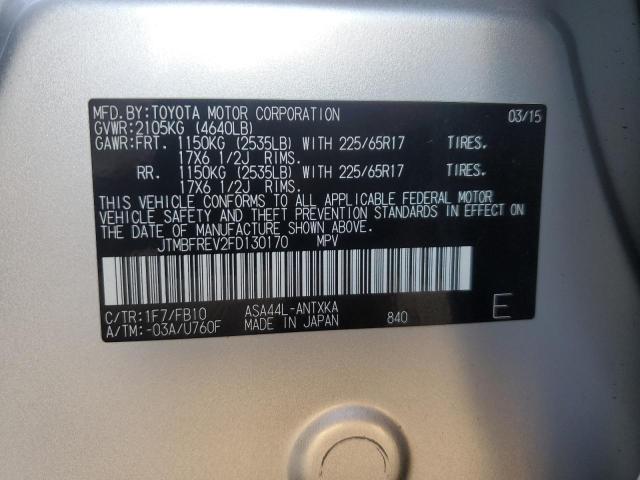 MFD.BY:TOYOTA MOTOR CORPORATION 03/15
GVWR:2105KG (4640LB)
GAWR:FRT. 1150KG (2535LB) WITH 225/65R17 TIRES.
17X6 1/2J RIMS.
RR. 1150KG (2535LB) WITH 225/65R17 TIRES.
17X6 1/2J RIMS.
THIS VEHICLE CONFORMS TO ALL APPLICABLE FEDERAL MOTOR
VEHICLE SAFETY AND THEFT PREVENTION STANDARDS IN EFFECT ON
THE DATE OF MANUFACTURE SHOWN ABOVE.
JTMBFREV2FD130170 MPV
C/TR:1F7/FB10 ASA44L-ANTXKA
A/TM:-03A/U760F MADE IN JAPAN 840 E